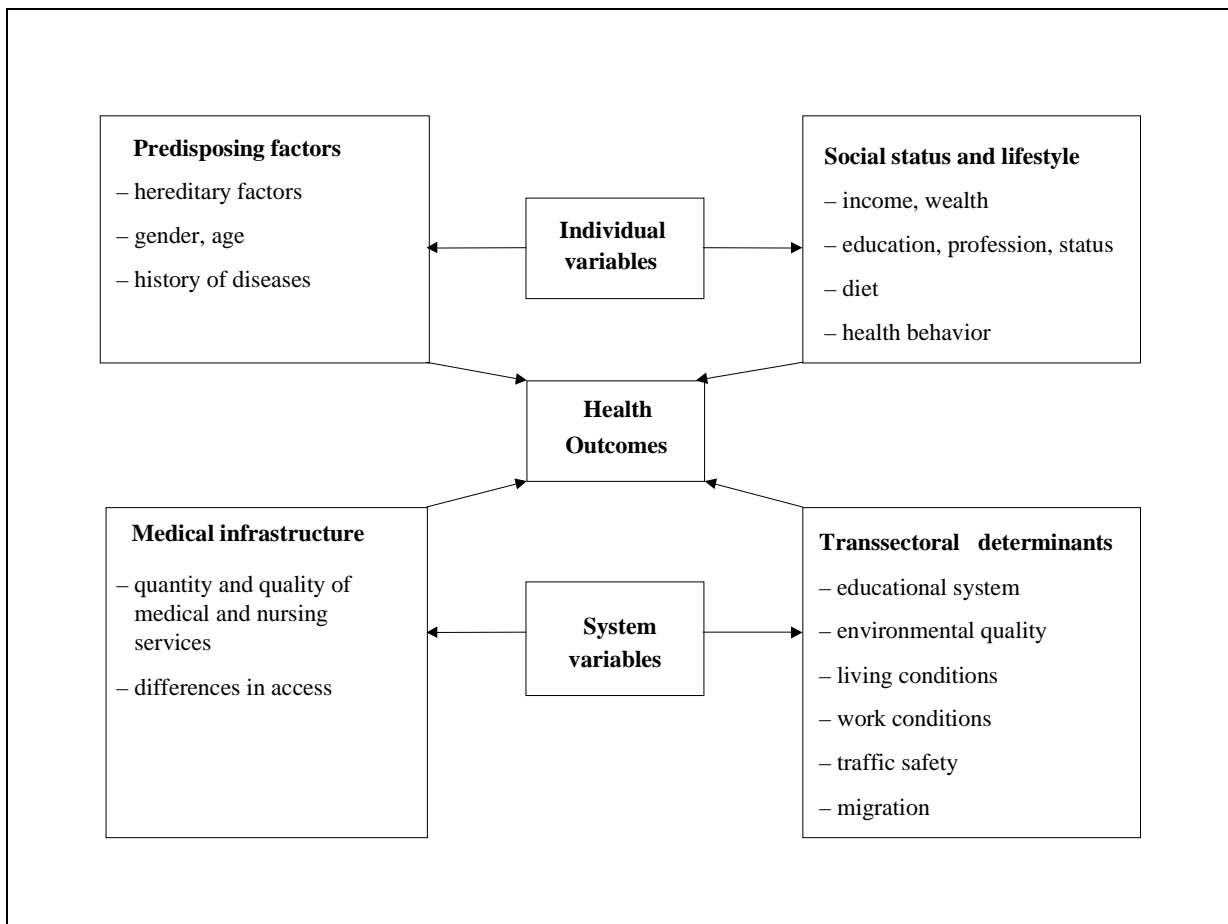 Predisposing factors
– hereditary factors
– gender, age
– history of diseases
Individual
variables
Social status and lifestyle
– income, wealth
– education, profession, status
– diet
– health behavior
Health
Outcomes
Medical infrastructure
– quantity and quality of
medical and nursing
services
– differences in access
System
variables
Transsectoral determinants
– educational system
– environmental quality
– living conditions
– work conditions
– traffic safety
– migration